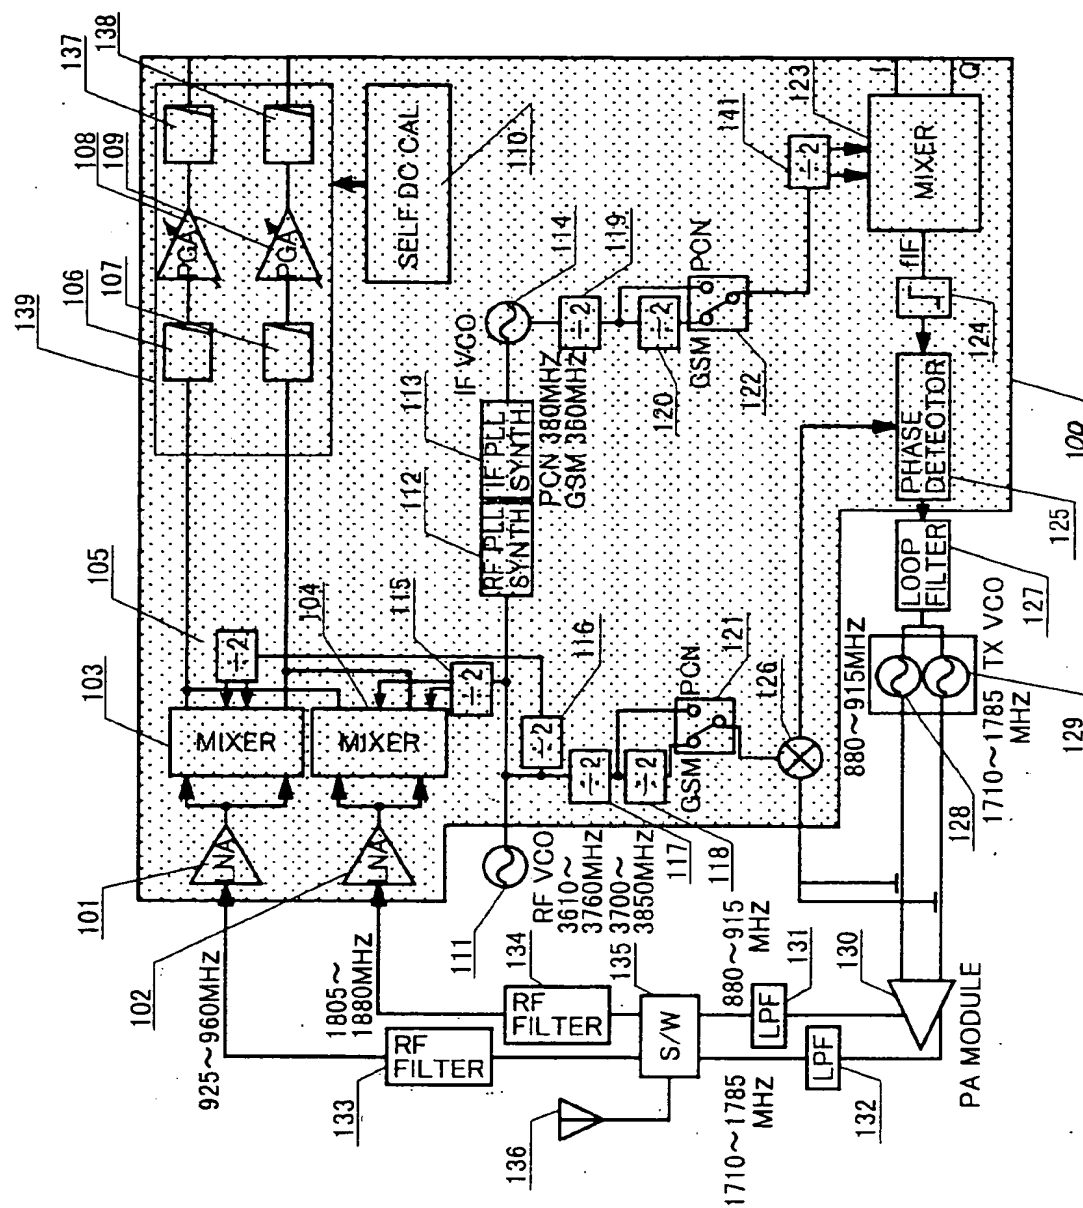 139
106
107
108
109
137
138
PGA
PGA
SELF DC CAL
110
105
103
104
115
÷2
÷2
MIXER
MIXER
LNA
LNA
101
102
925~960MHZ
1805~
1880MHZ
112
113
114
IF VCO
RF PLL
SYNTH
IF PLL
SYNTH
PCN 380MHZ
GSM 360MHZ
÷2
119
÷2
120
GSM
PCN
122
141
÷2
123
MIXER
I
Q
fIF
124
PHASE
DETECTOR
125
100
LOOP
FILTER
127
TX VCO
128
129
880~915MHZ
1710~1785
MHZ
126
116
÷2
÷2
÷2
117
118
GSM
PCN
121
111
RF VCO
3610~
3760MHZ
3700~
3850MHZ
RF
FILTER
133
RF
FILTER
134
135
S/W
136
880~915
MHZ
131
LPF
LPF
132
1710~1785
MHZ
130
PA MODULE